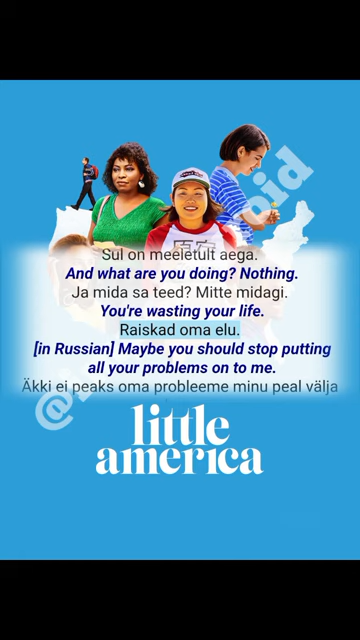 Sul on meeletult aega.
And what are you doing? Nothing.
Ja mida sa teed? Mitte midagi.
You're wasting your life.
Raiskad oma elu.
[in Russian] Maybe you should stop putting
all your problems on to me.
Äkki ei peaks oma probleeme minu peal välja
little
america